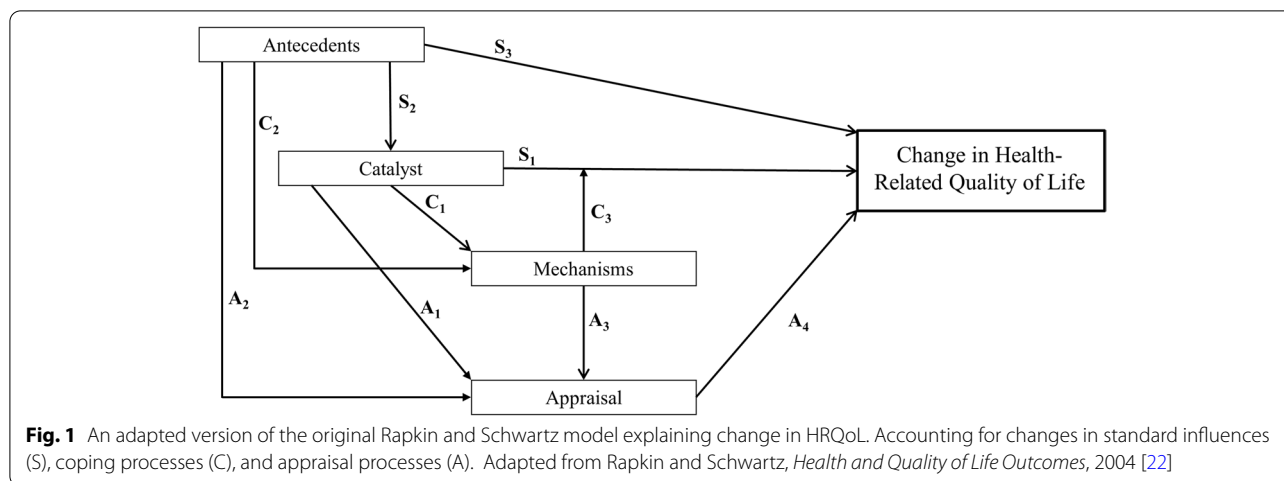 Antecedents
S3
S2
C2
Catalyst
S1
Change in Health-
Related Quality of Life
C1
C3
Mechanisms
A2
A1
A3
A4
Appraisal
Fig. 1 An adapted version of the original Rapkin and Schwartz model explaining change in HRQoL. Accounting for changes in standard influences
(S), coping processes (C), and appraisal processes (A). Adapted from Rapkin and Schwartz, Health and Quality of Life Outcomes, 2004 [22]